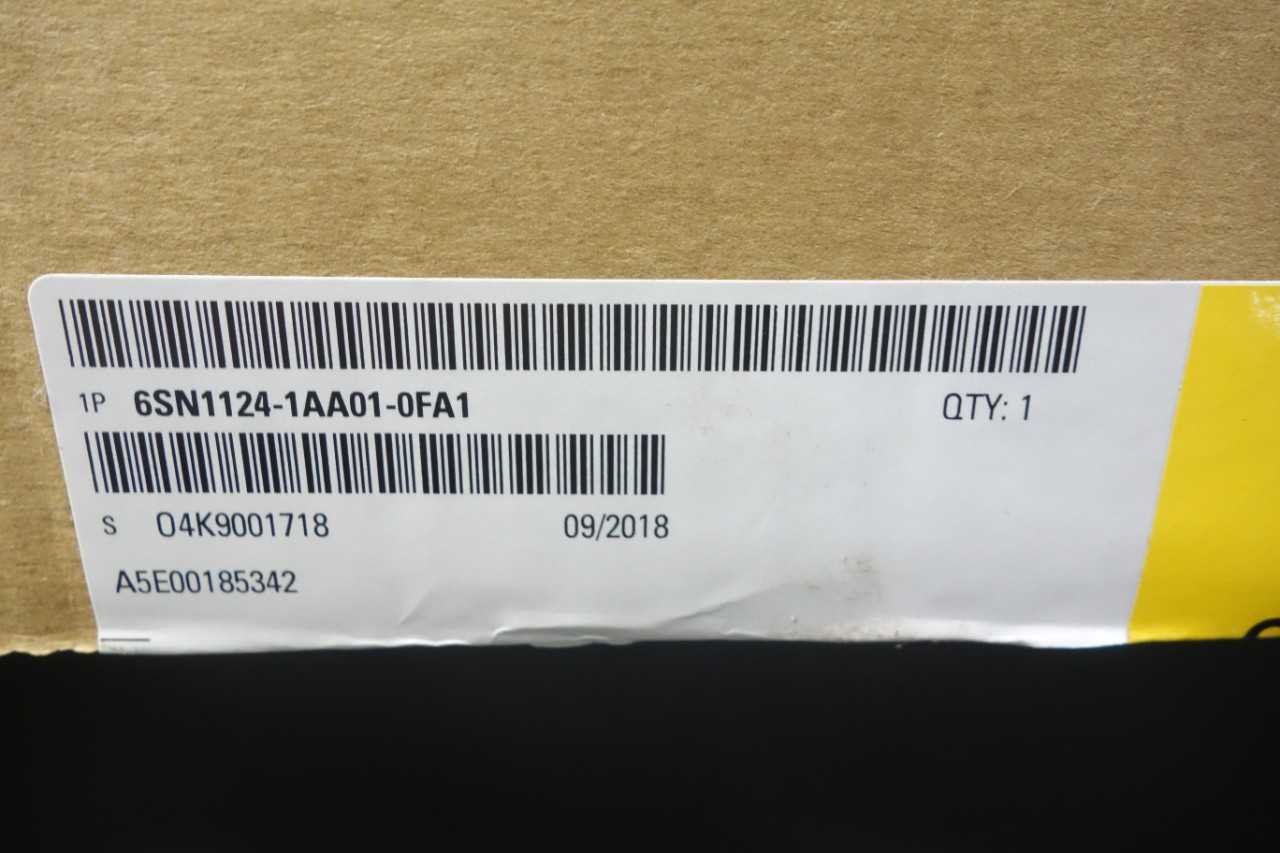 1P 6SN1124-1AA01-0FA1 QTY: 1
S O4K9001718 09/2018
A5E00185342